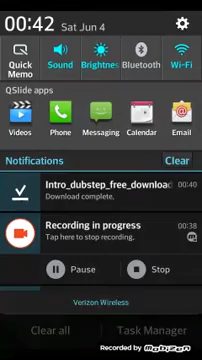 00:42 Sat, Jun 4
Quick Memo
Sound
Brightnes
Bluetooth
Wi-Fi
QSlide apps
Videos
Phone
Messaging
Calendar
Email
Notifications
Clear
Intro_dubstep_free_download 00:40
Download complete.
Recording in progress 00:38
Tap here to stop recording.
Pause
Stop
Verizon Wireless
Clear all
Task Manager
Recorded by Mobizen